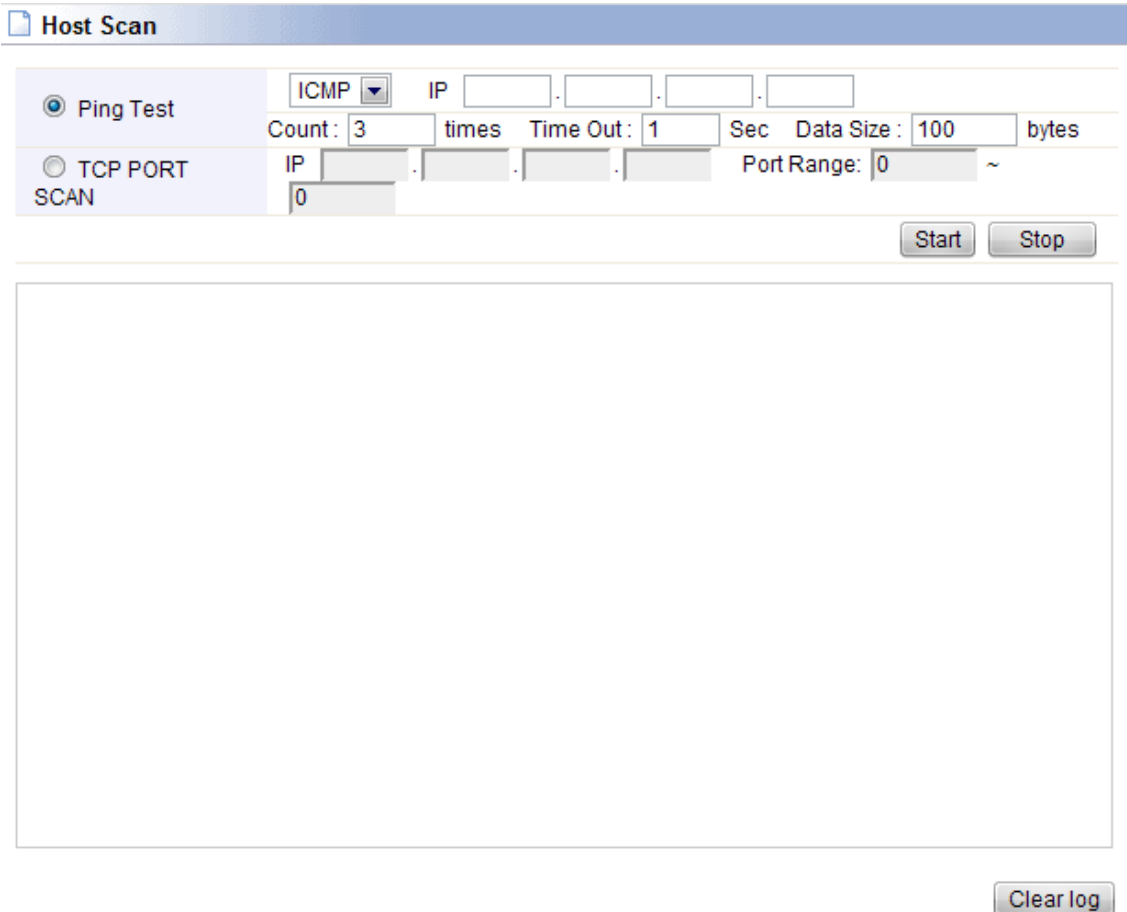 Host Scan
Ping Test
ICMP IP . . .
Count : 3 times Time Out : 1 Sec Data Size : 100 bytes
TCP PORT SCAN
IP . . . Port Range: 0 ~
0
Start Stop
Clear log